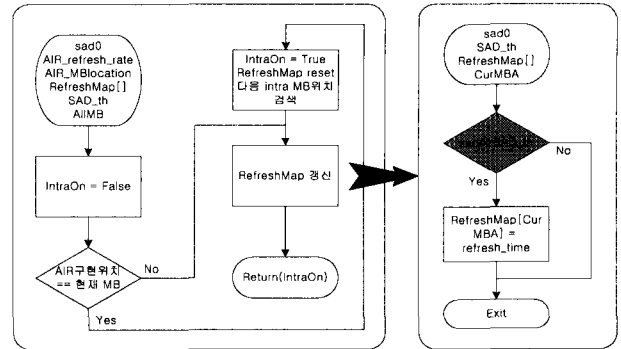 sad0
AIR_refresh_rate
AIR_MBlocation
RefreshMap[]
SAD_th
AllMB
IntraOn = False
AIR구현위치
== 현재 MB
No
Yes
IntraOn = True
RefreshMap reset
다음 intra MB위치
검색
RefreshMap 갱신
Return(IntraOn)
sad0
SAD_th
RefreshMap[]
CurMBA
No
Yes
RefreshMap[Cur
MBA] =
refresh_time
Exit